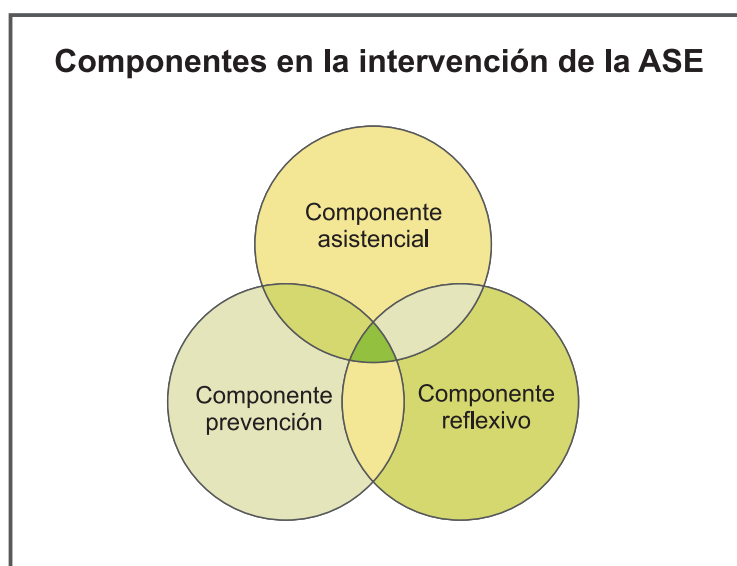 Componentes en la intervención de la ASE
Componente
asistencial
Componente
prevención
Componente
reflexivo